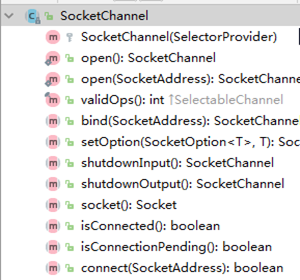 SocketChannel
SocketChannel(SelectorProvider)
open(): SocketChannel
open(SocketAddress): SocketChanne
validOps(): int ↑SelectableChannel
bind(SocketAddress): SocketChanne
setOption(SocketOption<T>, T): Sock
shutdownInput(): SocketChannel
shutdownOutput(): SocketChannel
socket(): Socket
isConnected(): boolean
isConnectionPending(): boolean
connect(SocketAddress): boolean